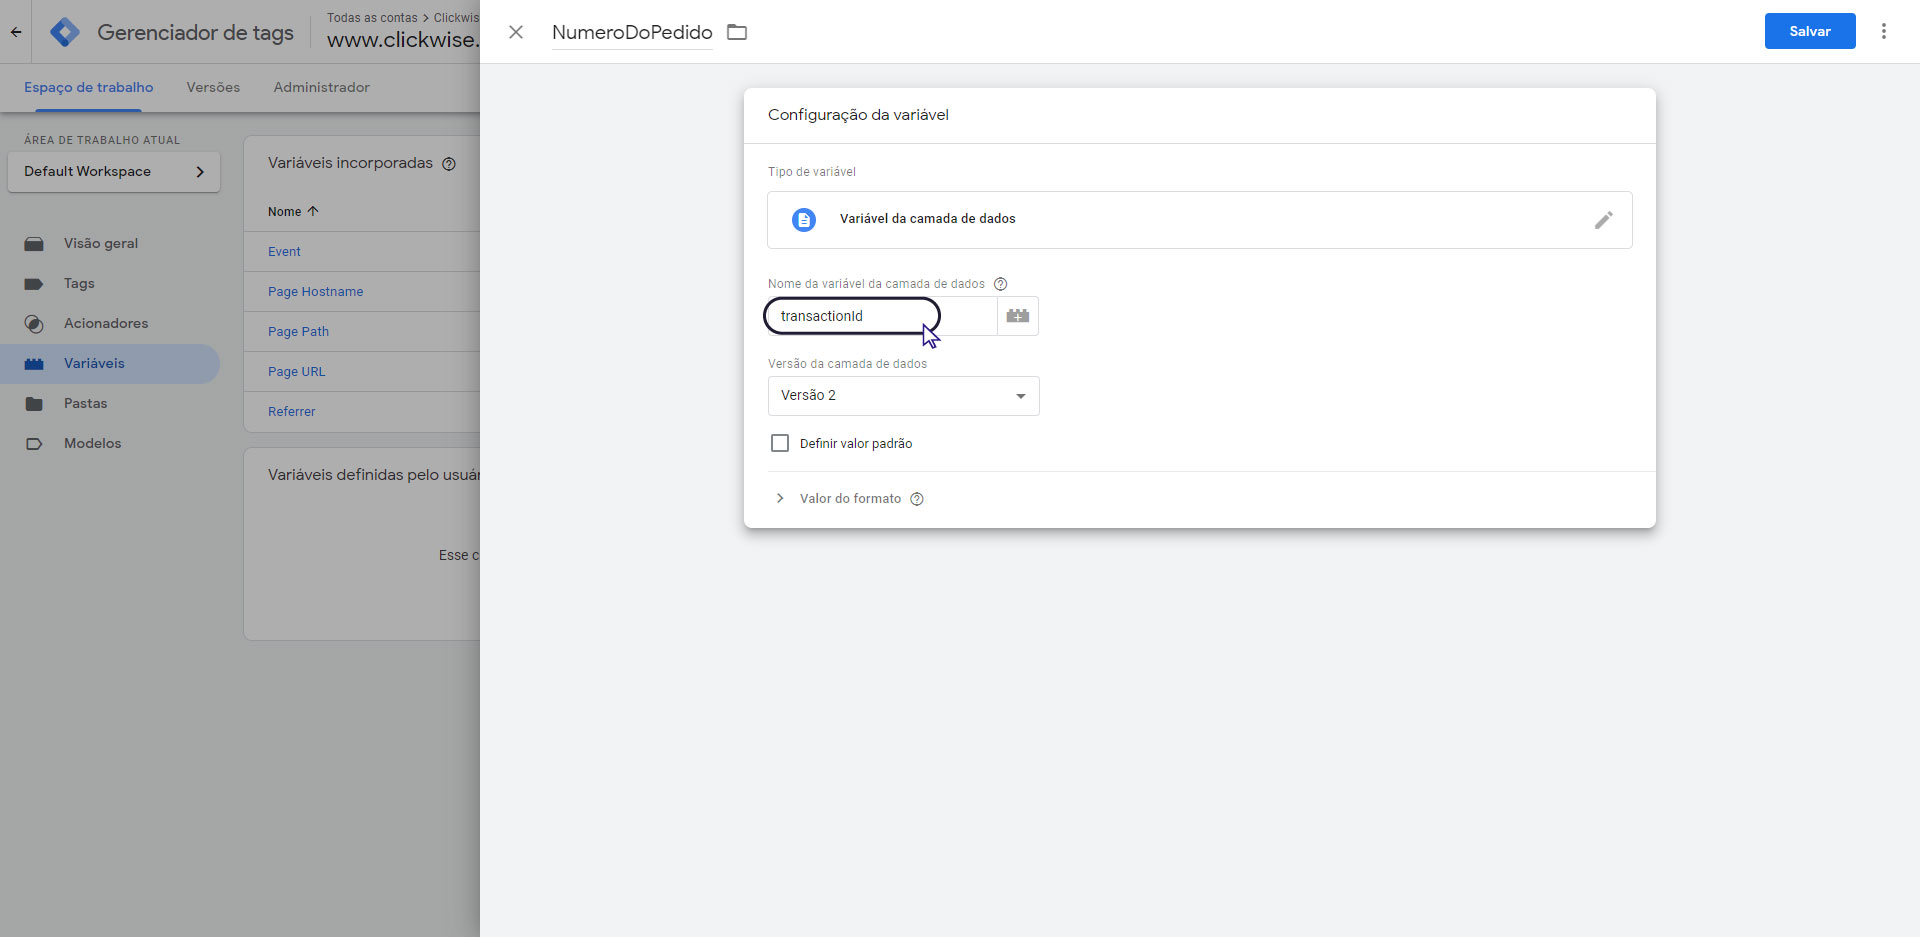 Gerenciador de tags
Todas as contas > Clickwis
www.clickwise.
NumeroDoPedido
Salvar
Espaço de trabalho
Versões
Administrador
ÁREA DE TRABALHO ATUAL
Default Workspace
Visão geral
Tags
Acionadores
Variáveis
Pastas
Modelos
Variáveis incorporadas
Nome
Event
Page Hostname
Page Path
Page URL
Referrer
Variáveis definidas pelo usuár
Esse c
Configuração da variável
Tipo de variável
Variável da camada de dados
Nome da variável da camada de dados
transactionId
Versão da camada de dados
Versão 2
Definir valor padrão
Valor do formato